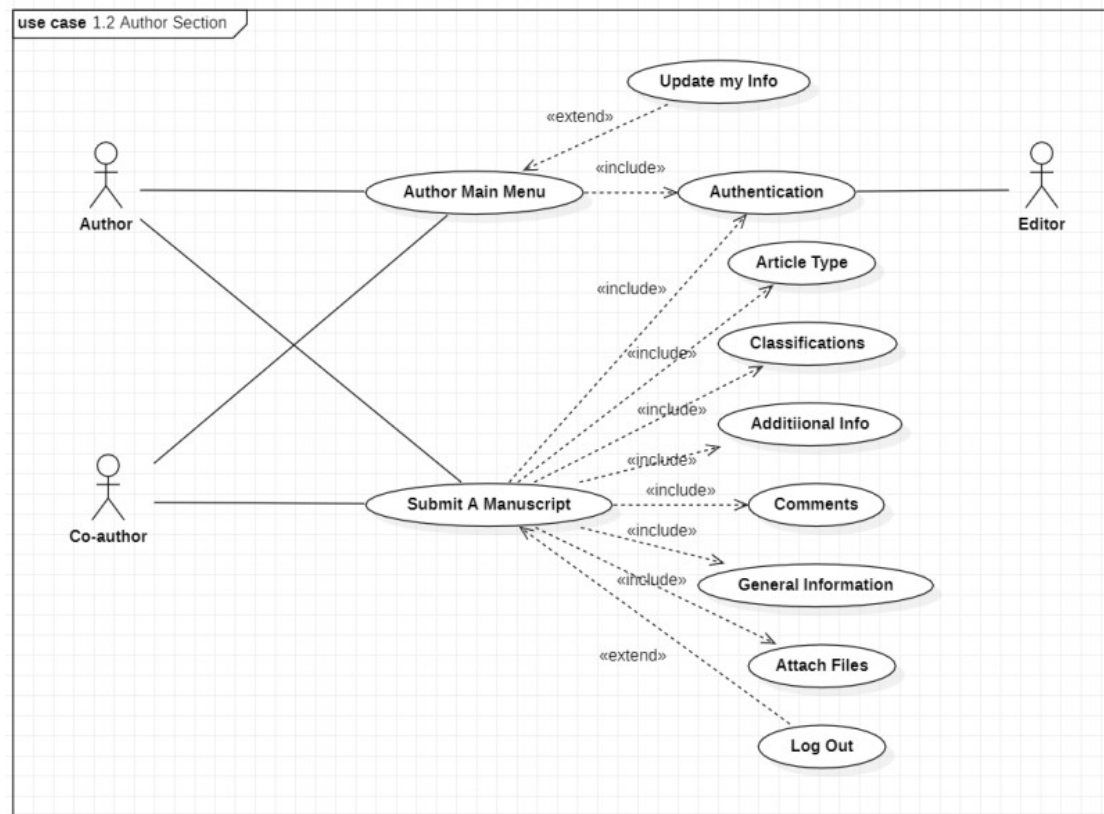 use case 1.2 Author Section
Update my Info
«extend»
«include»
Author Main Menu
Authentication
Author
Editor
Article Type
«include»
Classifications
«include»
«include»
Additiional Info
«include»
Co-author
Submit A Manuscript
«include»
Comments
«include»
General Information
«include»
Attach Files
«extend»
Log Out